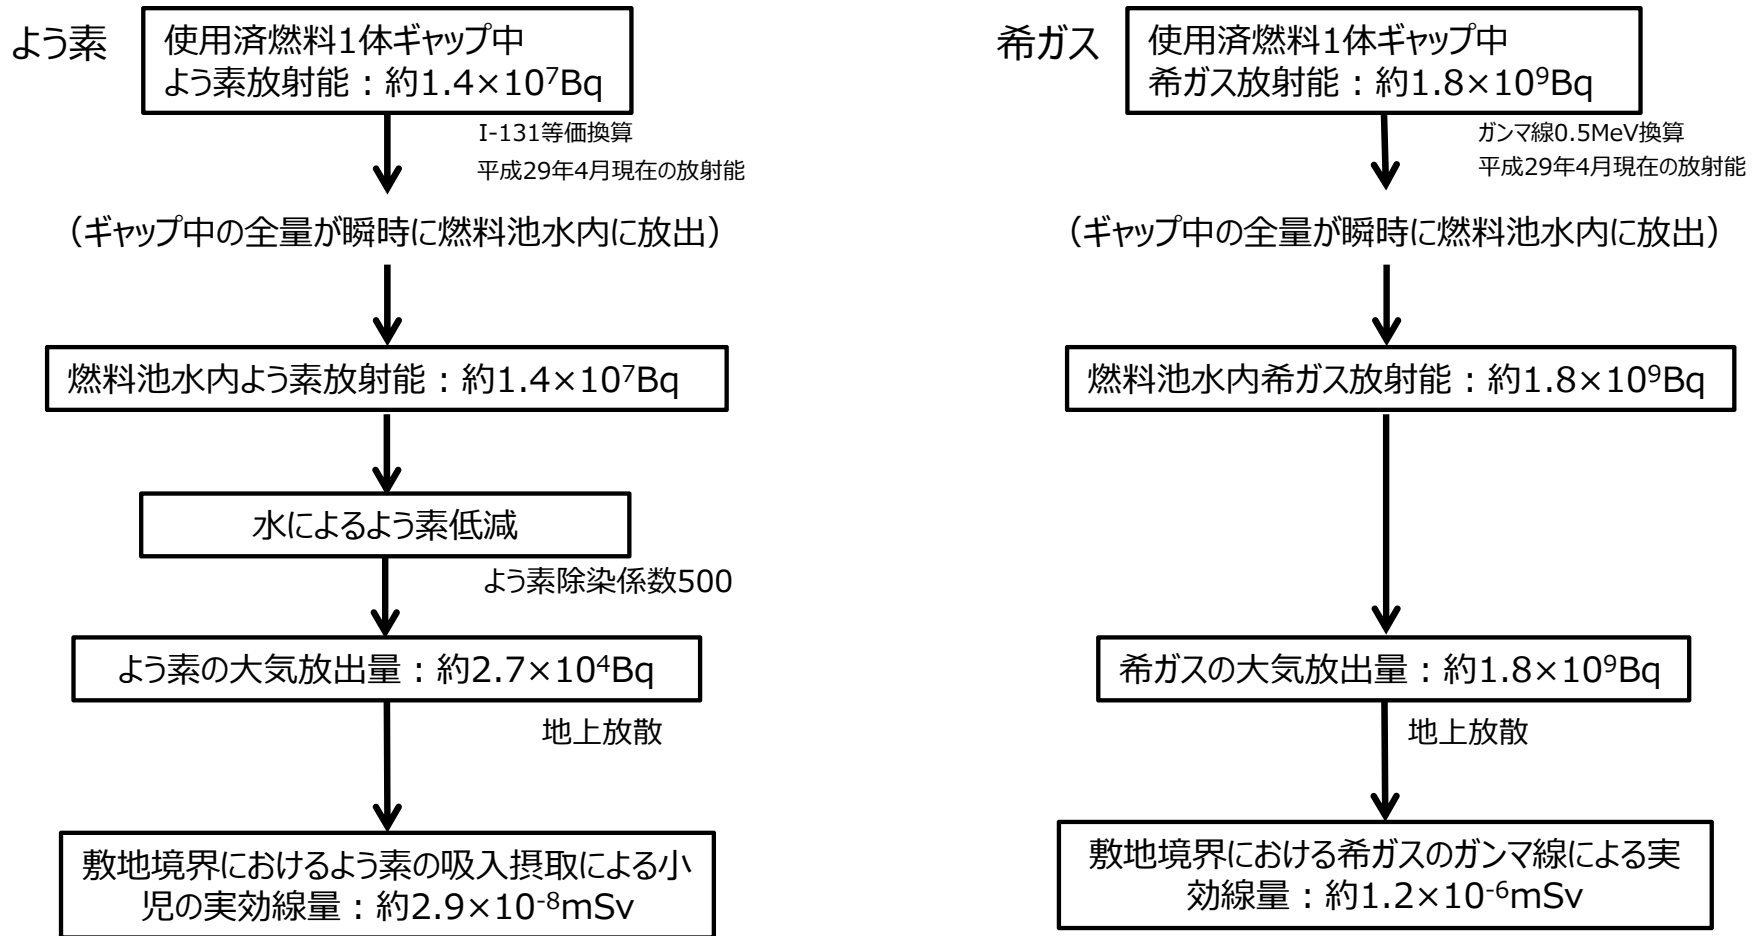 よう素
使用済燃料1体ギャップ中
よう素放射能：約1.4×10⁷Bq
I-131等価換算
平成29年4月現在の放射能
（ギャップ中の全量が瞬時に燃料池水内に放出）
燃料池水内よう素放射能：約1.4×10⁷Bq
水によるよう素低減
よう素除染係数500
よう素の大気放出量：約2.7×10⁴Bq
地上放散
敷地境界におけるよう素の吸入摂取による小
児の実効線量：約2.9×10⁻⁸mSv
希ガス
使用済燃料1体ギャップ中
希ガス放射能：約1.8×10⁹Bq
ガンマ線0.5MeV換算
平成29年4月現在の放射能
（ギャップ中の全量が瞬時に燃料池水内に放出）
燃料池水内希ガス放射能：約1.8×10⁹Bq
希ガスの大気放出量：約1.8×10⁹Bq
地上放散
敷地境界における希ガスのガンマ線による実
効線量：約1.2×10⁻⁶mSv